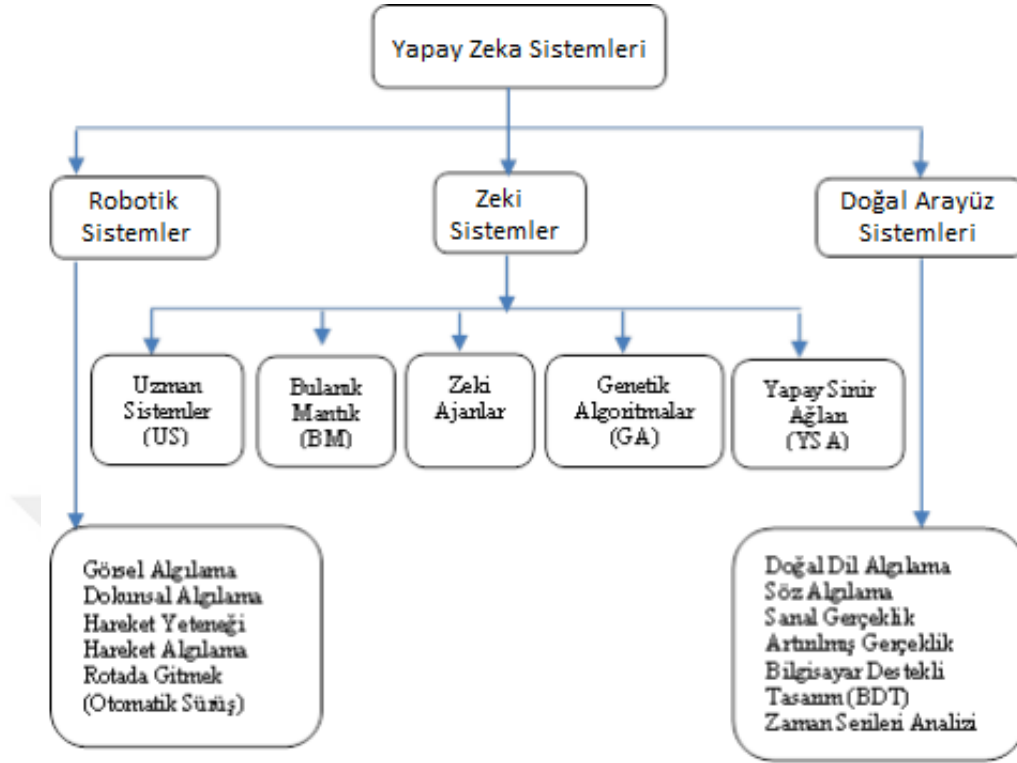 Yapay Zeka Sistemleri
Robotik
Sistemler
Zeki
Sistemler
Doğal Arayüz
Sistemleri
Uzman
Sistemler
(US)
Bulanık
Mantık
(BM)
Zeki
Ajanlar
Genetik
Algoritmalar
(GA)
Yapay Sinir
Ağları
(YSA)
Görsel Algılama
Dokunsal Algılama
Hareket Yeteneği
Hareket Algılama
Rotada Gitmek
(Otomatik Sürüş)
Doğal Dil Algılama
Söz Algılama
Sanal Gerçeklik
Artırılmış Gerçeklik
Bilgisayar Destekli
Tasarım (BDT)
Zaman Serileri Analizi